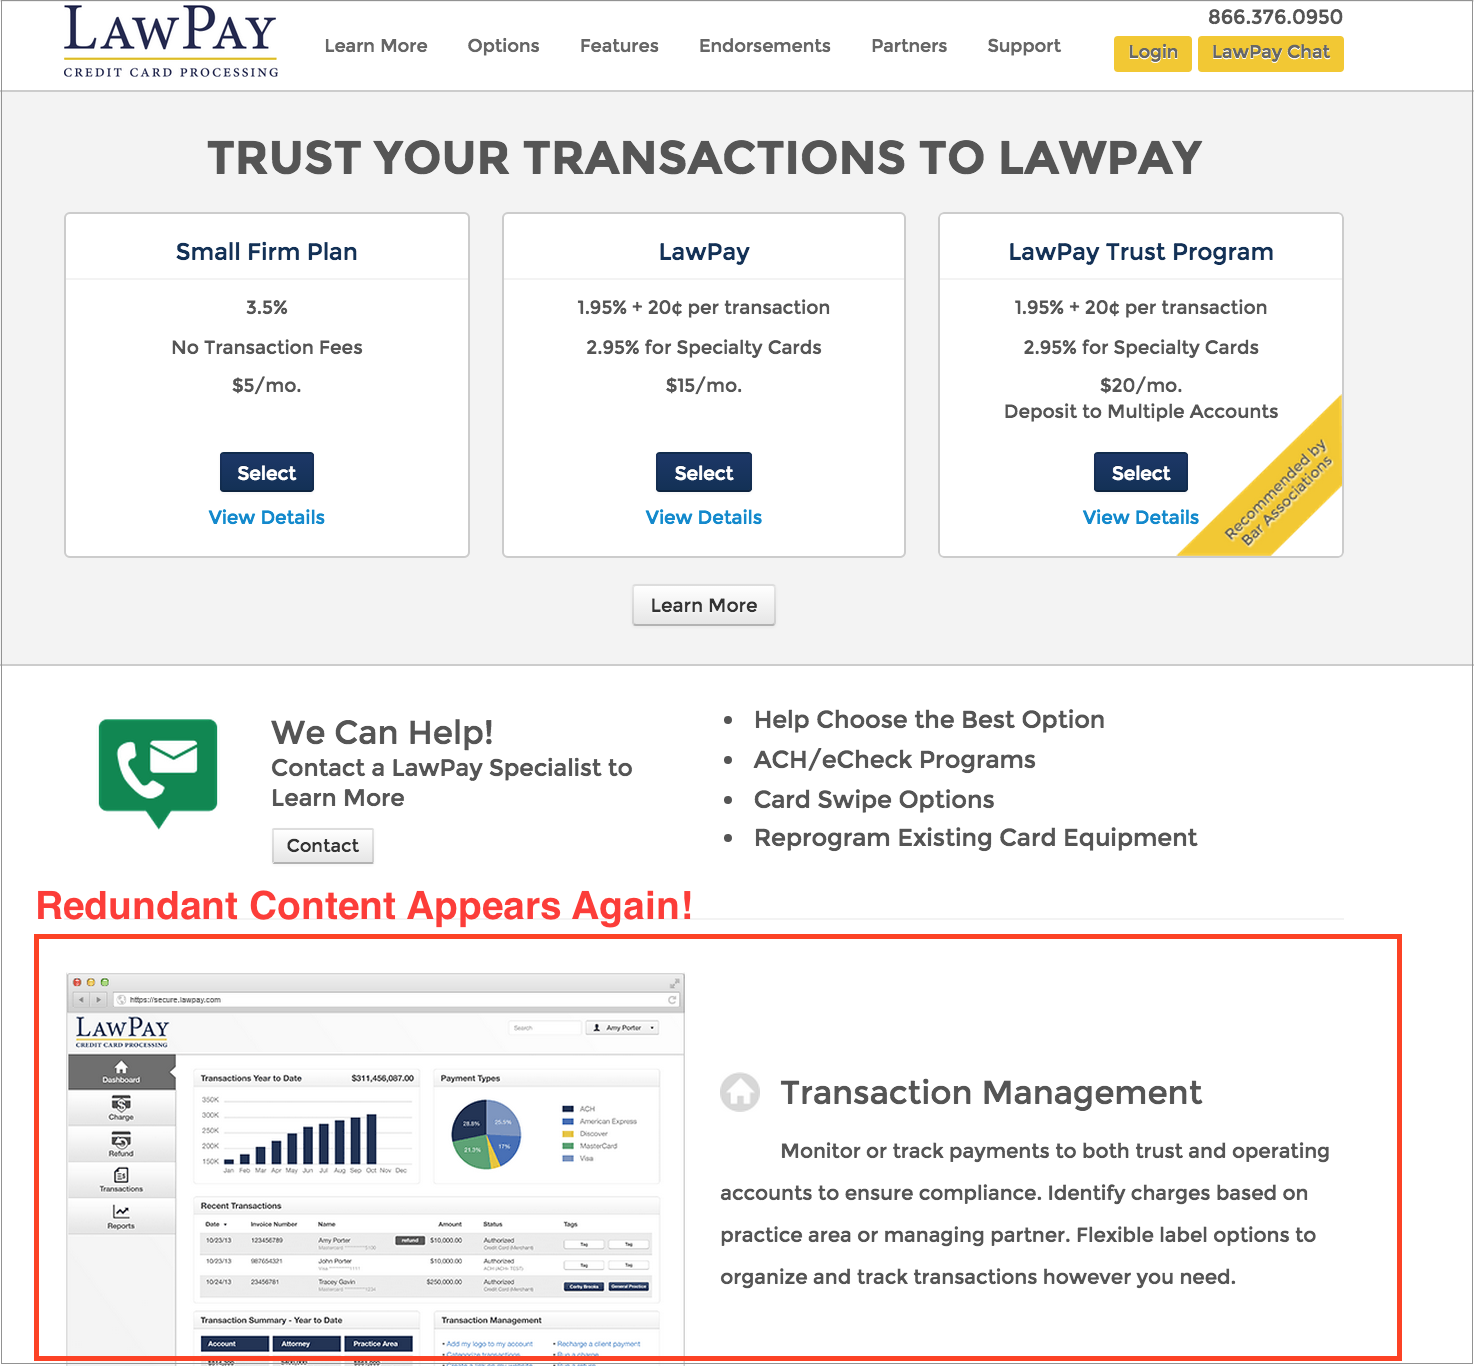 LAWPAY
CREDIT CARD PROCESSING
Learn More
Options
Features
Endorsements
Partners
Support
866.376.0950
Login
LawPay Chat
TRUST YOUR TRANSACTIONS TO LAWPAY
Small Firm Plan
3.5%
No Transaction Fees
$5/mo.
Select
View Details
LawPay
1.95% + 20¢ per transaction
2.95% for Specialty Cards
$15/mo.
Select
View Details
LawPay Trust Program
1.95% + 20¢ per transaction
2.95% for Specialty Cards
$20/mo.
Deposit to Multiple Accounts
Select
View Details
Recommended by
Bar Associations
Learn More
We Can Help!
Contact a LawPay Specialist to
Learn More
Contact
• Help Choose the Best Option
• ACH/eCheck Programs
• Card Swipe Options
• Reprogram Existing Card Equipment
Redundant Content Appears Again!
https://secure.lawpay.com
LAWPAY
CREDIT CARD PROCESSING
Search
Amy Porter
Dashboard
Charge
Refund
Transactions
Reports
Transactions Year to Date $311,456,087.00
350K
300K
250K
200K
150K
Jan Feb Mar Apr May Jun Jul Aug Sep Oct Nov Dec
Payment Types
28.8%
25.5%
17%
21.3%
ACH
American Express
Discover
MasterCard
Visa
Recent Transactions
Date Invoice Number Name Amount Status Tags
10/23/13 123456789 Amy Porter refund $10,000.00 Authorized Tag Tag
Credit Card (Merchant)
10/23/13 987654321 John Porter $10,000.00 Authorized Tag Tag
10/24/13 23456781 Tracey Gavin $250,000.00 Authorized Corby Brooks General Practice
Credit Card (Merchant)
Transaction Summary - Year to Date
Account Attorney Practice Area
Transaction Management
• Add my logo to my account
• Recharge a client payment
• Categorize transactions
• Run a charge
Transaction Management
Monitor or track payments to both trust and operating
accounts to ensure compliance. Identify charges based on
practice area or managing partner. Flexible label options to
organize and track transactions however you need.